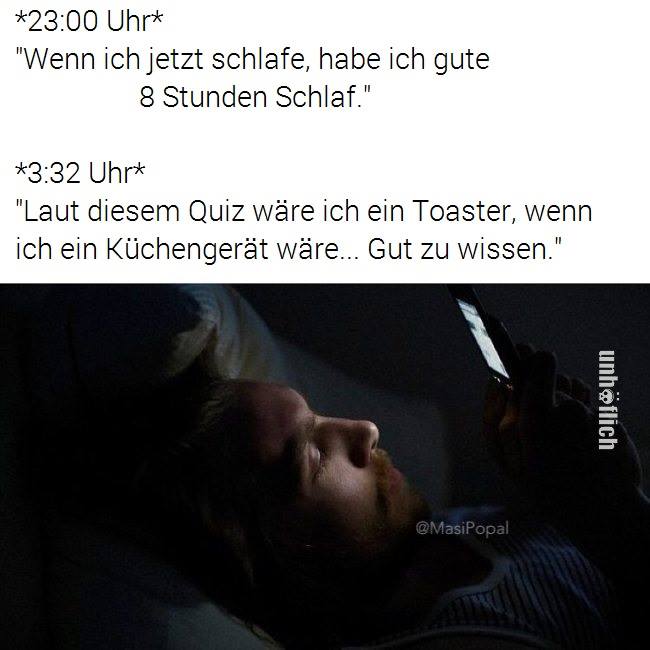 *23:00 Uhr*
"Wenn ich jetzt schlafe, habe ich gute
8 Stunden Schlaf."
*3:32 Uhr*
"Laut diesem Quiz wäre ich ein Toaster, wenn
ich ein Küchengerät wäre... Gut zu wissen."
unhöflich
@MasiPopal